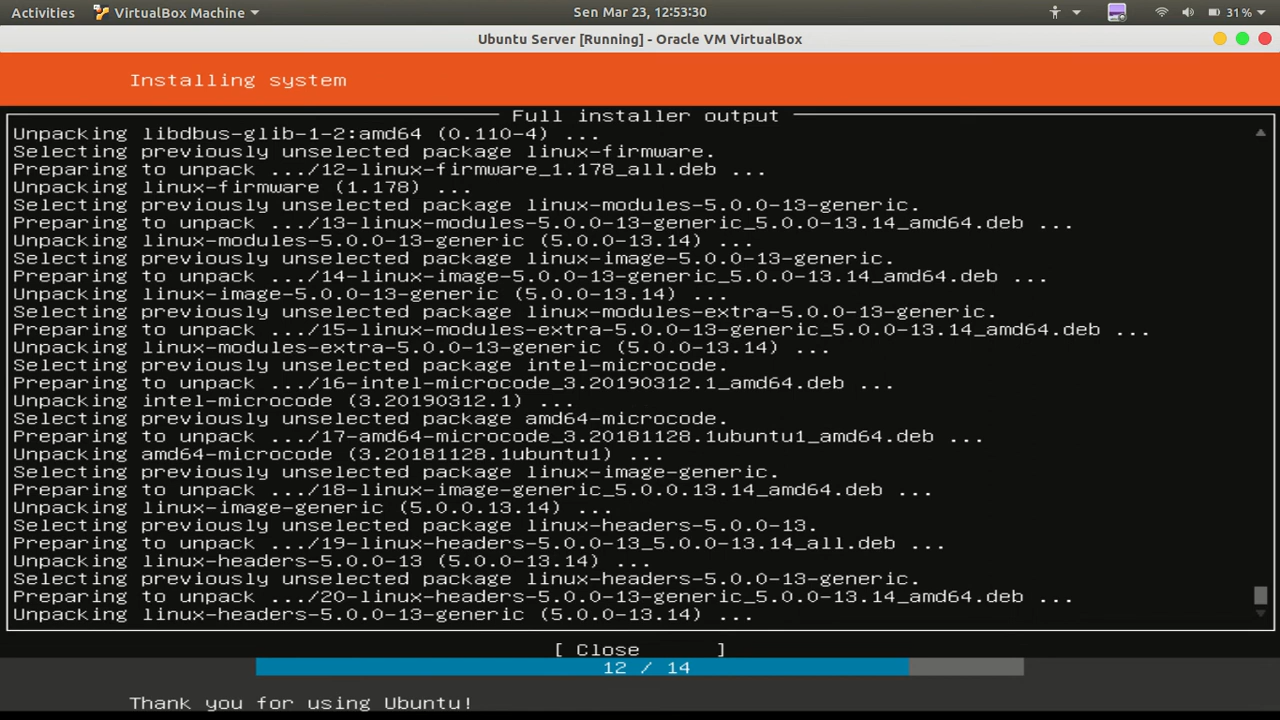 Activities VirtualBox Machine Sen Mar 23, 12:53:30 31%
Ubuntu Server [Running] - Oracle VM VirtualBox
Installing system
Full installer output
Unpacking libdbus-glib-1-2:amd64 (0.110-4) ...
Selecting previously unselected package linux-firmware.
Preparing to unpack .../12-linux-firmware_1.178_all.deb ...
Unpacking linux-firmware (1.178) ...
Selecting previously unselected package linux-modules-5.0.0-13-generic.
Preparing to unpack .../13-linux-modules-5.0.0-13-generic_5.0.0-13.14_amd64.deb ...
Unpacking linux-modules-5.0.0-13-generic (5.0.0-13.14) ...
Selecting previously unselected package linux-image-5.0.0-13-generic.
Preparing to unpack .../14-linux-image-5.0.0-13-generic_5.0.0-13.14_amd64.deb ...
Unpacking linux-image-5.0.0-13-generic (5.0.0-13.14) ...
Selecting previously unselected package linux-modules-extra-5.0.0-13-generic.
Preparing to unpack .../15-linux-modules-extra-5.0.0-13-generic_5.0.0-13.14_amd64.deb ...
Unpacking linux-modules-extra-5.0.0-13-generic (5.0.0-13.14) ...
Selecting previously unselected package intel-microcode.
Preparing to unpack .../16-intel-microcode_3.20190312.1_amd64.deb ...
Unpacking intel-microcode (3.20190312.1) ...
Selecting previously unselected package amd64-microcode.
Preparing to unpack .../17-amd64-microcode_3.20181128.1ubuntu1_amd64.deb ...
Unpacking amd64-microcode (3.20181128.1ubuntu1) ...
Selecting previously unselected package linux-image-generic.
Preparing to unpack .../18-linux-image-generic_5.0.0.13.14_amd64.deb ...
Unpacking linux-image-generic (5.0.0.13.14) ...
Selecting previously unselected package linux-headers-5.0.0-13.
Preparing to unpack .../19-linux-headers-5.0.0-13_5.0.0-13.14_all.deb ...
Unpacking linux-headers-5.0.0-13 (5.0.0-13.14) ...
Selecting previously unselected package linux-headers-5.0.0-13-generic.
Preparing to unpack .../20-linux-headers-5.0.0-13-generic_5.0.0-13.14_amd64.deb ...
Unpacking linux-headers-5.0.0-13-generic (5.0.0-13.14) ...
[ Close ]
12 / 14
Thank you for using Ubuntu!